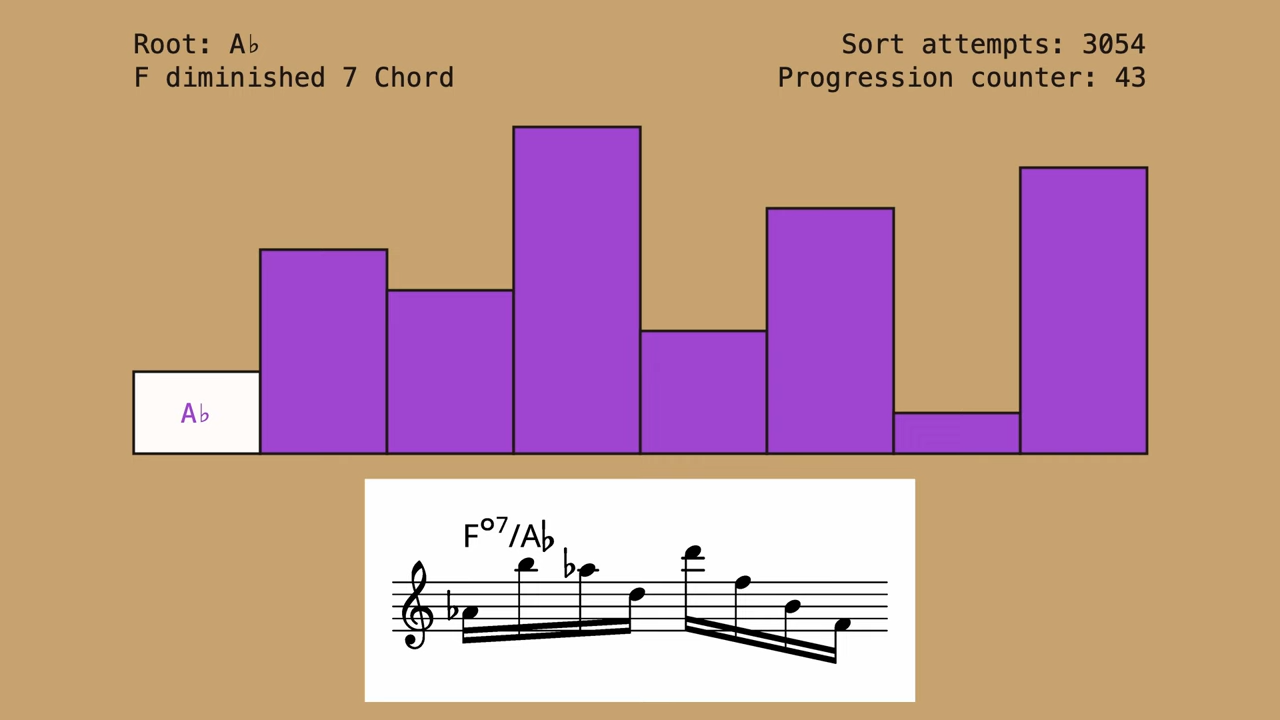 Root: A♭
F diminished 7 Chord
Sort attempts: 3054
Progression counter: 43
A♭
F°⁷/A♭